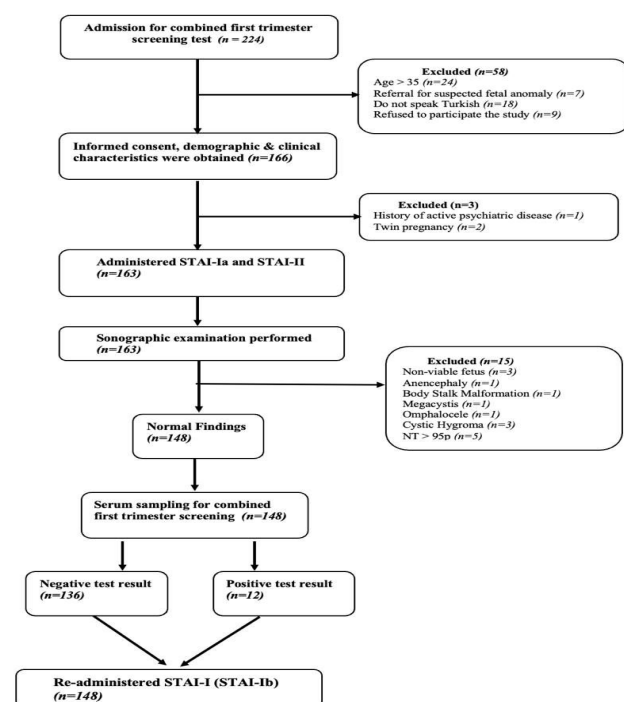 Admission for combined first trimester
screening test (n = 224)
Excluded (n=58)
Age > 35 (n=24)
Referral for suspected fetal anomaly (n=7)
Do not speak Turkish (n=18)
Refused to participate the study (n=9)
Informed consent, demographic & clinical
characteristics were obtained (n=166)
Excluded (n=3)
History of active psychiatric disease (n=1)
Twin pregnancy (n=2)
Administered STAI-Ia and STAI-II
(n=163)
Sonographic examination performed
(n=163)
Excluded (n=15)
Non-viable fetus (n=3)
Anencephaly (n=1)
Body Stalk Malformation (n=1)
Megacystis (n=1)
Omphalocele (n=1)
Cystic Hygroma (n=3)
NT > 95p (n=5)
Normal Findings
(n=148)
Serum sampling for combined
first trimester screening (n=148)
Negative test result
(n=136)
Positive test result
(n=12)
Re-administered STAI-I (STAI-Ib)
(n=148)